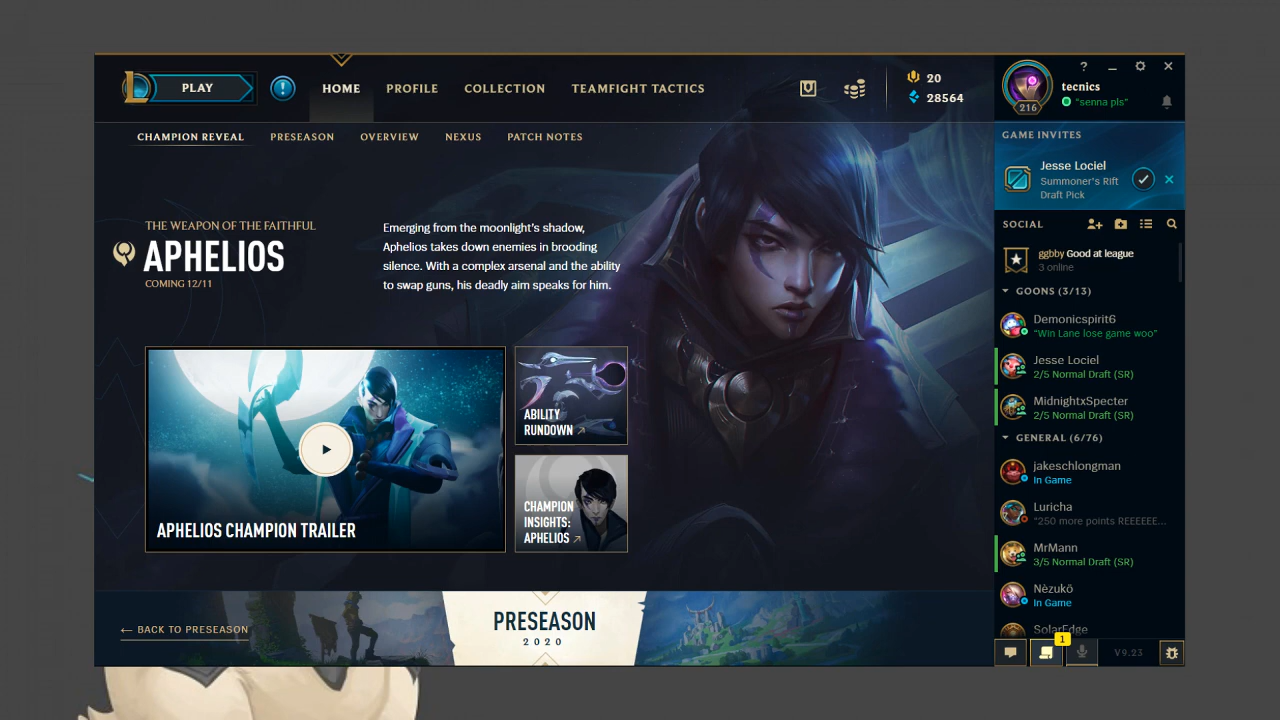 PLAY
HOME
PROFILE
COLLECTION
TEAMFIGHT TACTICS
20
28564
CHAMPION REVEAL
PRESEASON
OVERVIEW
NEXUS
PATCH NOTES
THE WEAPON OF THE FAITHFUL
APHELIOS
COMING 12/11
Emerging from the moonlight's shadow,
Aphelios takes down enemies in brooding
silence. With a complex arsenal and the ability
to swap guns, his deadly aim speaks for him.
APHELIOS CHAMPION TRAILER
ABILITY
RUNDOWN ↗
CHAMPION
INSIGHTS:
APHELIOS ↗
← BACK TO PRESEASON
PRESEASON
2020
?
216
tecnics
"senna pls"
GAME INVITES
Jesse Lociel
Summoner's Rift
Draft Pick
SOCIAL
ggbby Good at league
3 online
GOONS (3/13)
Demonicspirit6
"Win Lane lose game woo"
Jesse Lociel
2/5 Normal Draft (SR)
MidnightxSpecter
2/5 Normal Draft (SR)
GENERAL (6/76)
jakeschlongman
In Game
Luricha
"250 more points REEEEEE...
MrMann
3/5 Normal Draft (SR)
Nèzukö
In Game
SolarEdge
1
V9.23